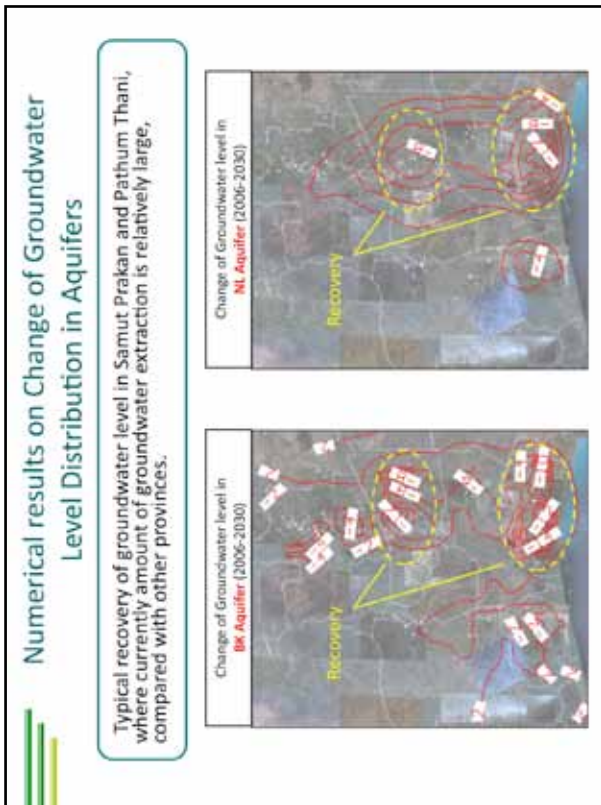 Numerical results on Change of Groundwater
Level Distribution in Aquifers
Typical recovery of groundwater level in Samut Prakan and Pathum Thani,
where currently amount of groundwater extraction is relatively large,
compared with other provinces.
Change of Groundwater level in
BK Aquifer (2006-2030)
Recovery
Change of Groundwater level in
NL Aquifer (2006-2030)
Recovery